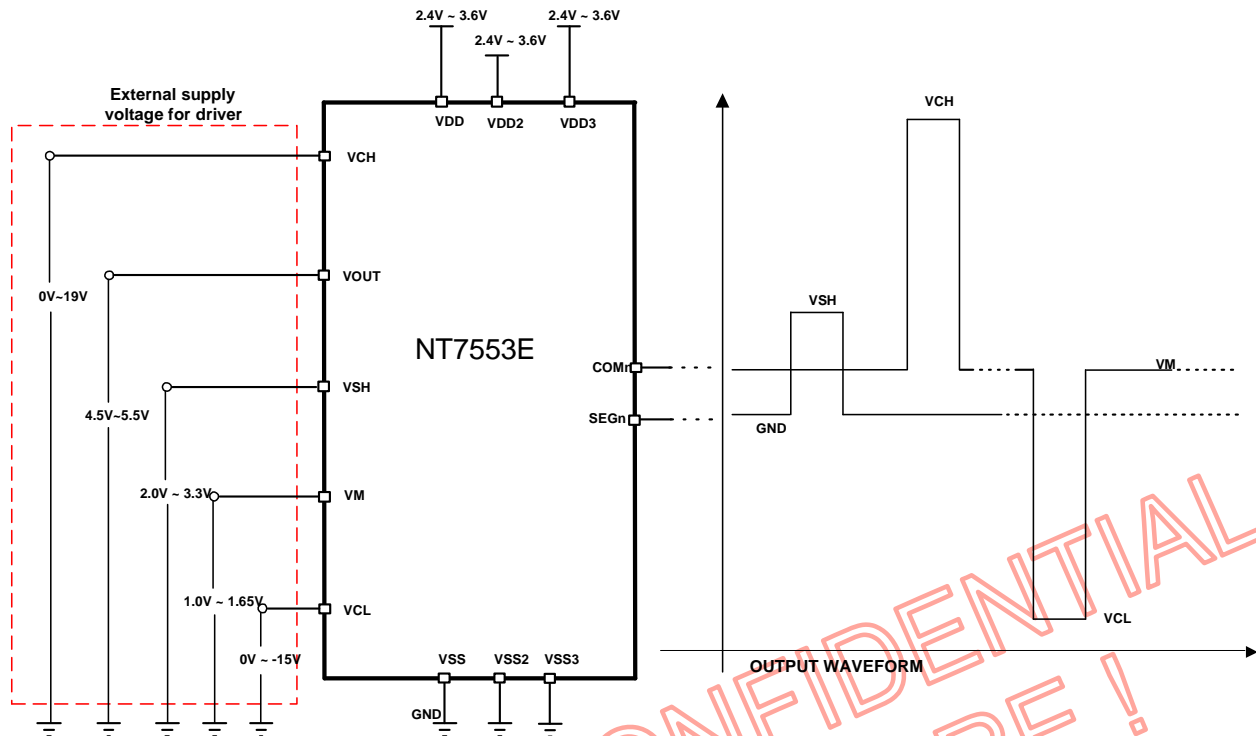 2.4V ~ 3.6V
2.4V ~ 3.6V
2.4V ~ 3.6V
External supply
voltage for driver
VDD
VDD2
VDD3
VCH
VCH
VOUT
0V~19V
VSH
NT7553E
COMn
VM
VSH
4.5V~5.5V
SEGn
GND
2.0V ~ 3.3V
VM
1.0V ~ 1.65V
VCL
VCL
0V ~ -15V
VSS
VSS2
VSS3
OUTPUT WAVEFORM
GND